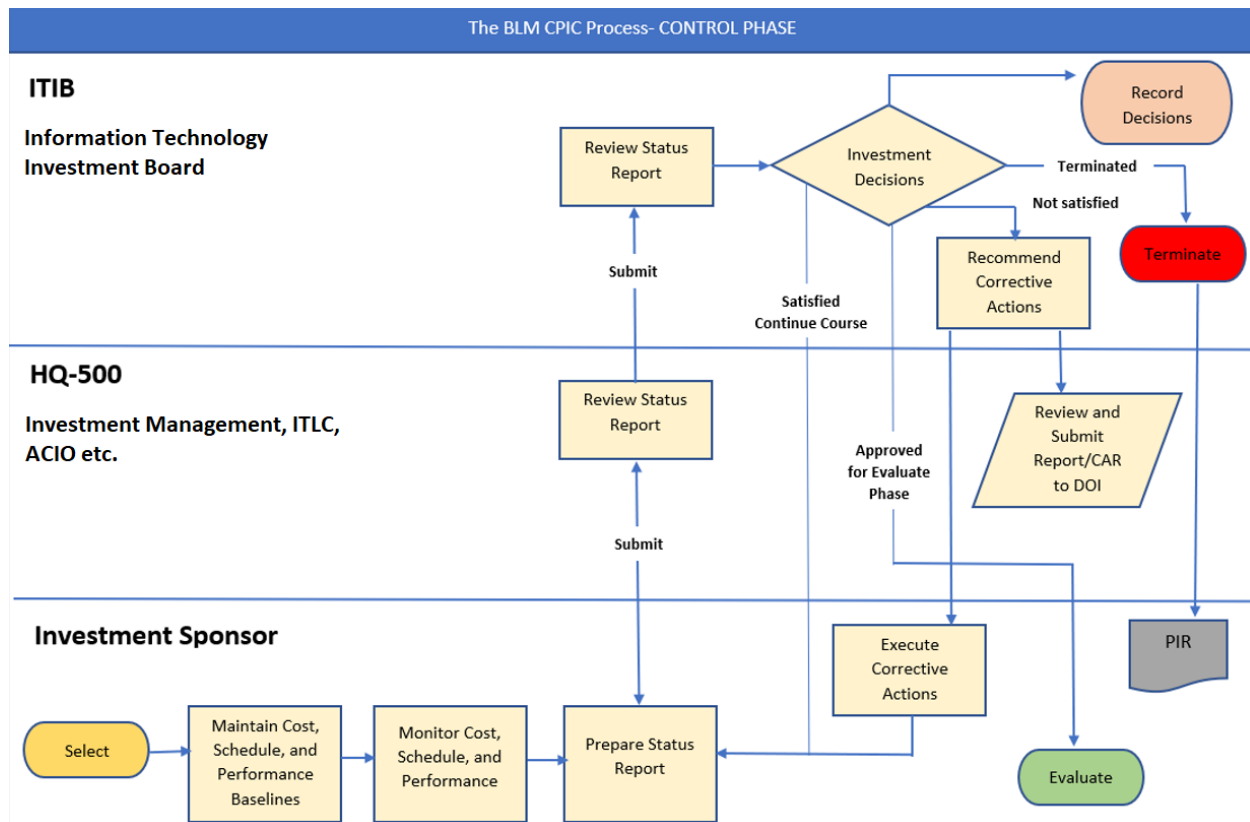 The BLM CPIC Process- CONTROL PHASE
ITIB
Information Technology
Investment Board
Review Status
Report
Investment
Decisions
Record
Decisions
Terminated
Not satisfied
Terminate
Recommend
Corrective
Actions
Submit
Satisfied
Continue Course
HQ-500
Investment Management, ITLC,
ACIO etc.
Review Status
Report
Approved
for Evaluate
Phase
Review and
Submit
Report/CAR
to DOI
Submit
Investment Sponsor
Execute
Corrective
Actions
PIR
Select
Maintain Cost,
Schedule, and
Performance
Baselines
Monitor Cost,
Schedule, and
Performance
Prepare Status
Report
Evaluate